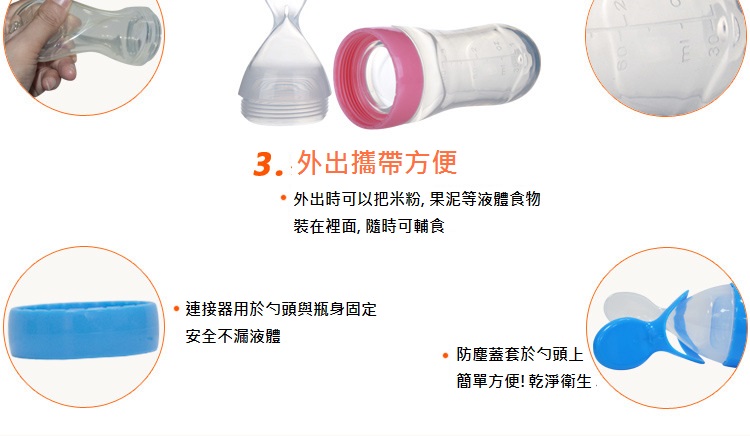 3. 外出攜帶方便
• 外出時可以把米粉, 果泥等液體食物
裝在裡面, 隨時可輔食
• 連接器用於勺頭與瓶身固定
安全不漏液體
• 防塵蓋套於勺頭上
簡單方便! 乾淨衛生